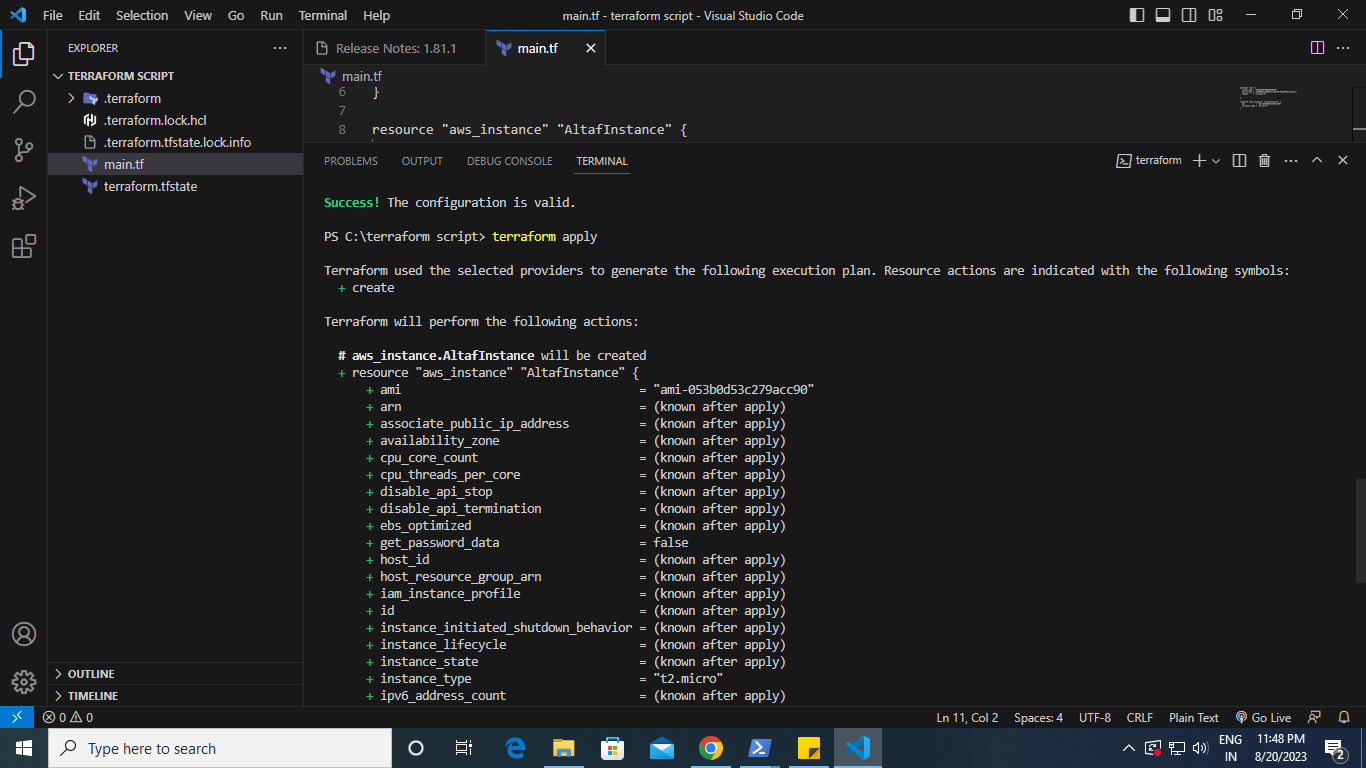 File Edit Selection View Go Run Terminal Help
main.tf - terraform script - Visual Studio Code
EXPLORER
TERRAFORM SCRIPT
.terraform
.terraform.lock.hcl
.terraform.tfstate.lock.info
main.tf
terraform.tfstate
OUTLINE
TIMELINE
Release Notes: 1.81.1
main.tf
main.tf
6 }
7
8 resource "aws_instance" "AltafInstance" {
PROBLEMS OUTPUT DEBUG CONSOLE TERMINAL
terraform
Success! The configuration is valid.
PS C:\terraform script> terraform apply
Terraform used the selected providers to generate the following execution plan. Resource actions are indicated with the following symbols:
+ create
Terraform will perform the following actions:
# aws_instance.AltafInstance will be created
+ resource "aws_instance" "AltafInstance" {
+ ami = "ami-053b0d53c279acc90"
+ arn = (known after apply)
+ associate_public_ip_address = (known after apply)
+ availability_zone = (known after apply)
+ cpu_core_count = (known after apply)
+ cpu_threads_per_core = (known after apply)
+ disable_api_stop = (known after apply)
+ disable_api_termination = (known after apply)
+ ebs_optimized = (known after apply)
+ get_password_data = false
+ host_id = (known after apply)
+ host_resource_group_arn = (known after apply)
+ iam_instance_profile = (known after apply)
+ id = (known after apply)
+ instance_initiated_shutdown_behavior = (known after apply)
+ instance_lifecycle = (known after apply)
+ instance_state = (known after apply)
+ instance_type = "t2.micro"
+ ipv6_address_count = (known after apply)
0 0
Ln 11, Col 2 Spaces: 4 UTF-8 CRLF Plain Text Go Live
Type here to search
ENG
IN
11:48 PM
8/20/2023
2